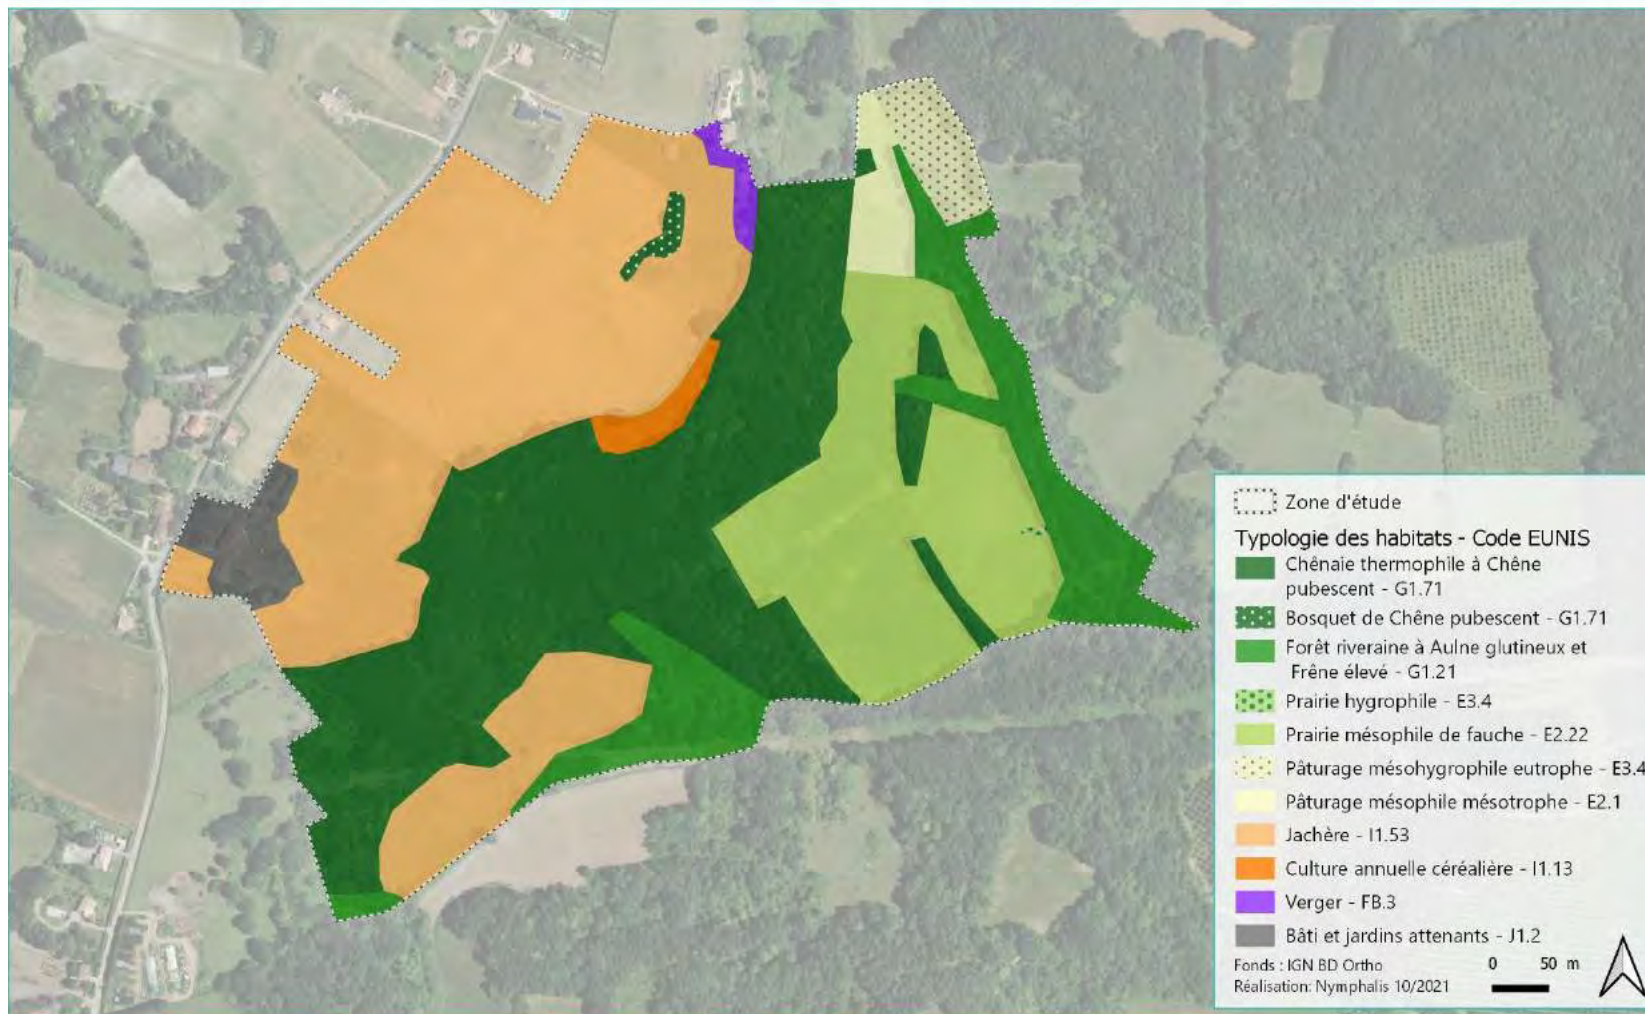 Zone d'étude
Typologie des habitats - Code EUNIS
Chênaie thermophile à Chêne
pubescent - G1.71
Bosquet de Chêne pubescent - G1.71
Forêt riveraine à Aulne glutineux et
Frêne élevé - G1.21
Prairie hygrophile - E3.4
Prairie mésophile de fauche - E2.22
Pâturage mésohygrophile eutrophe - E3.4
Pâturage mésophile mésotrophe - E2.1
Jachère - I1.53
Culture annuelle céréalière - I1.13
Verger - FB.3
Bâti et jardins attenants - J1.2
Fonds : IGN BD Ortho
0 50 m
Réalisation: Nymphalis 10/2021